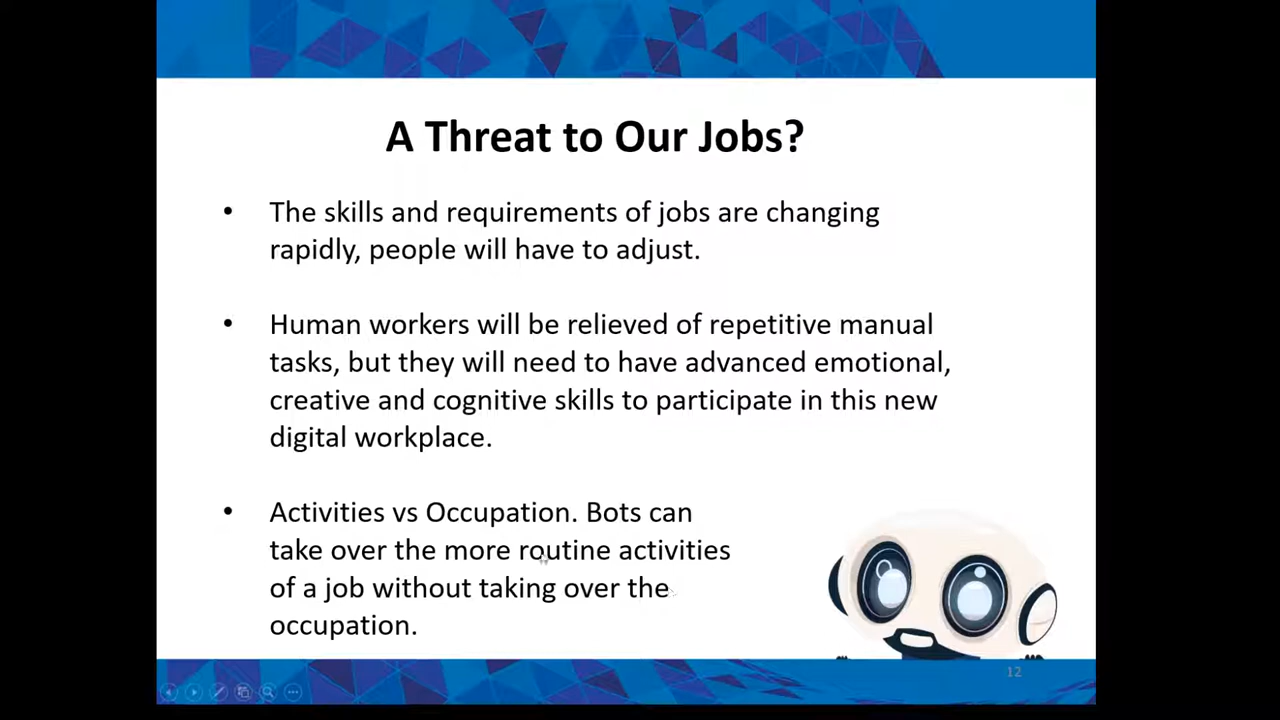 A Threat to Our Jobs?
• The skills and requirements of jobs are changing
rapidly, people will have to adjust.
• Human workers will be relieved of repetitive manual
tasks, but they will need to have advanced emotional,
creative and cognitive skills to participate in this new
digital workplace.
• Activities vs Occupation. Bots can
take over the more routine activities
of a job without taking over the
occupation.
12